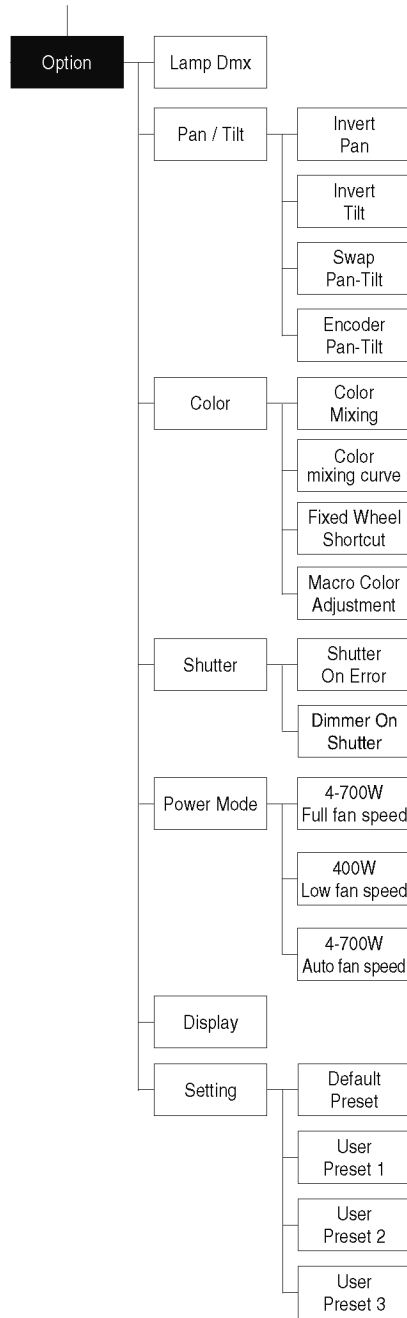 Option
Lamp Dmx
Pan / Tilt
Invert
Pan
Invert
Tilt
Swap
Pan-Tilt
Encoder
Pan-Tilt
Color
Color
Mixing
Color
mixing curve
Fixed Wheel
Shortcut
Macro Color
Adjustment
Shutter
Shutter
On Error
Dimmer On
Shutter
Power Mode
4-700W
Full fan speed
400W
Low fan speed
4-700W
Auto fan speed
Display
Setting
Default
Preset
User
Preset 1
User
Preset 2
User
Preset 3